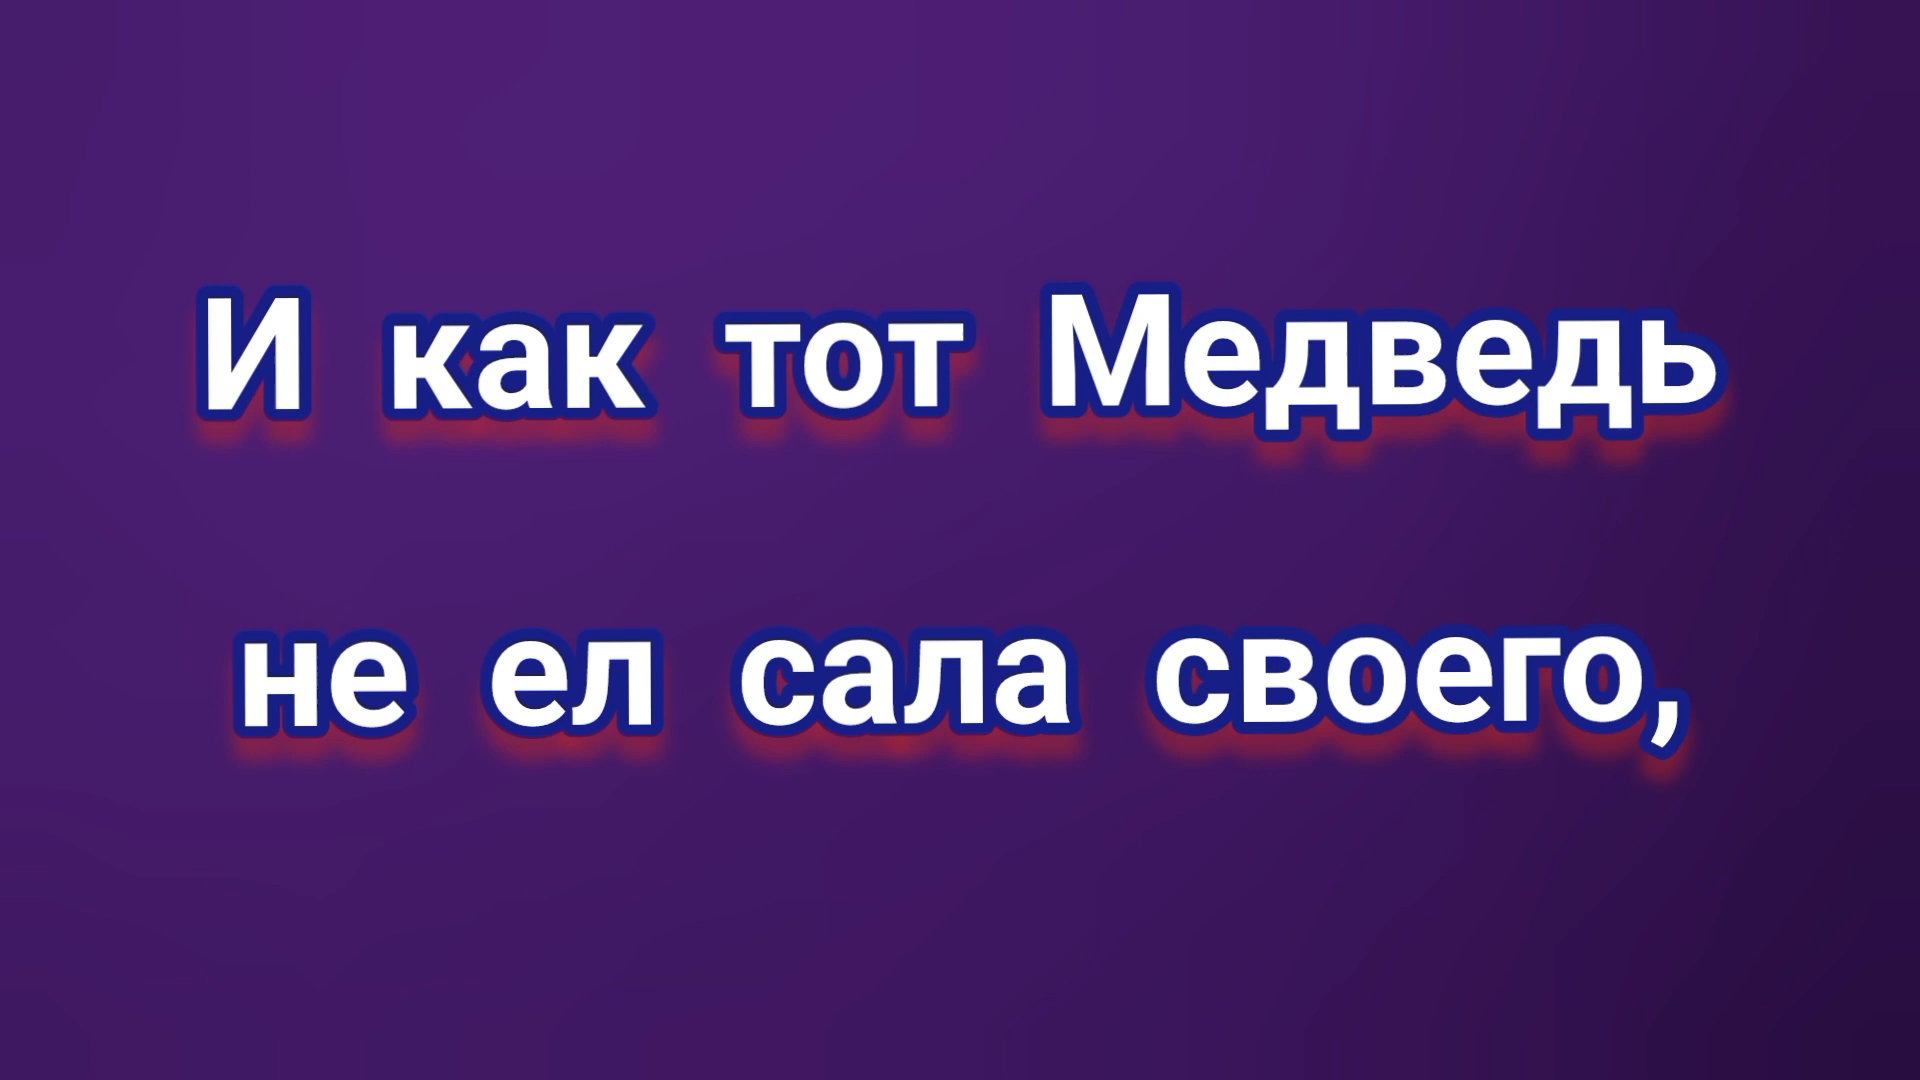 И как тот Медведь
не ел сала своего,